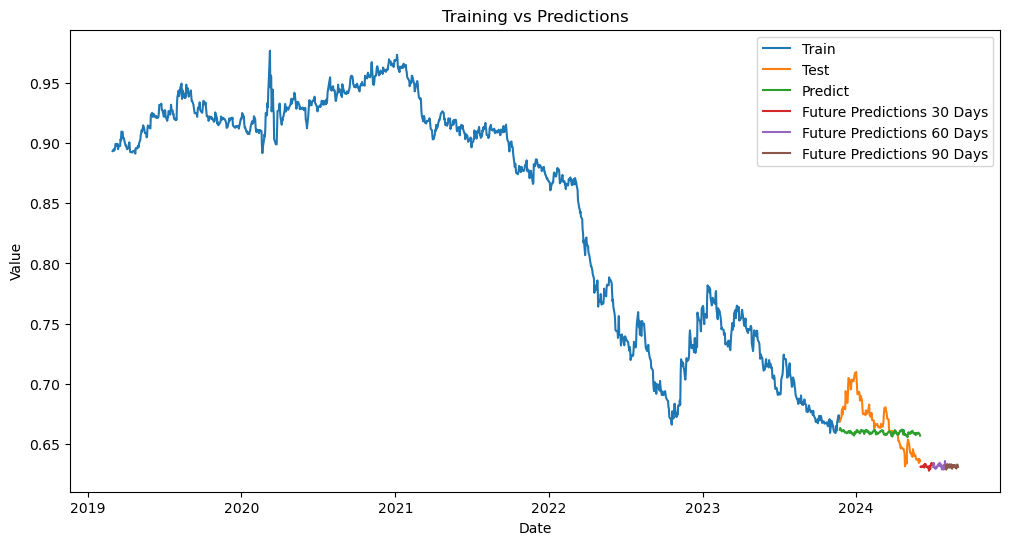 Training vs Predictions
Train
Test
Predict
Future Predictions 30 Days
Future Predictions 60 Days
Future Predictions 90 Days
Value
0.95
0.90
0.85
0.80
0.75
0.70
0.65
2019
2020
2021
2022
2023
2024
Date